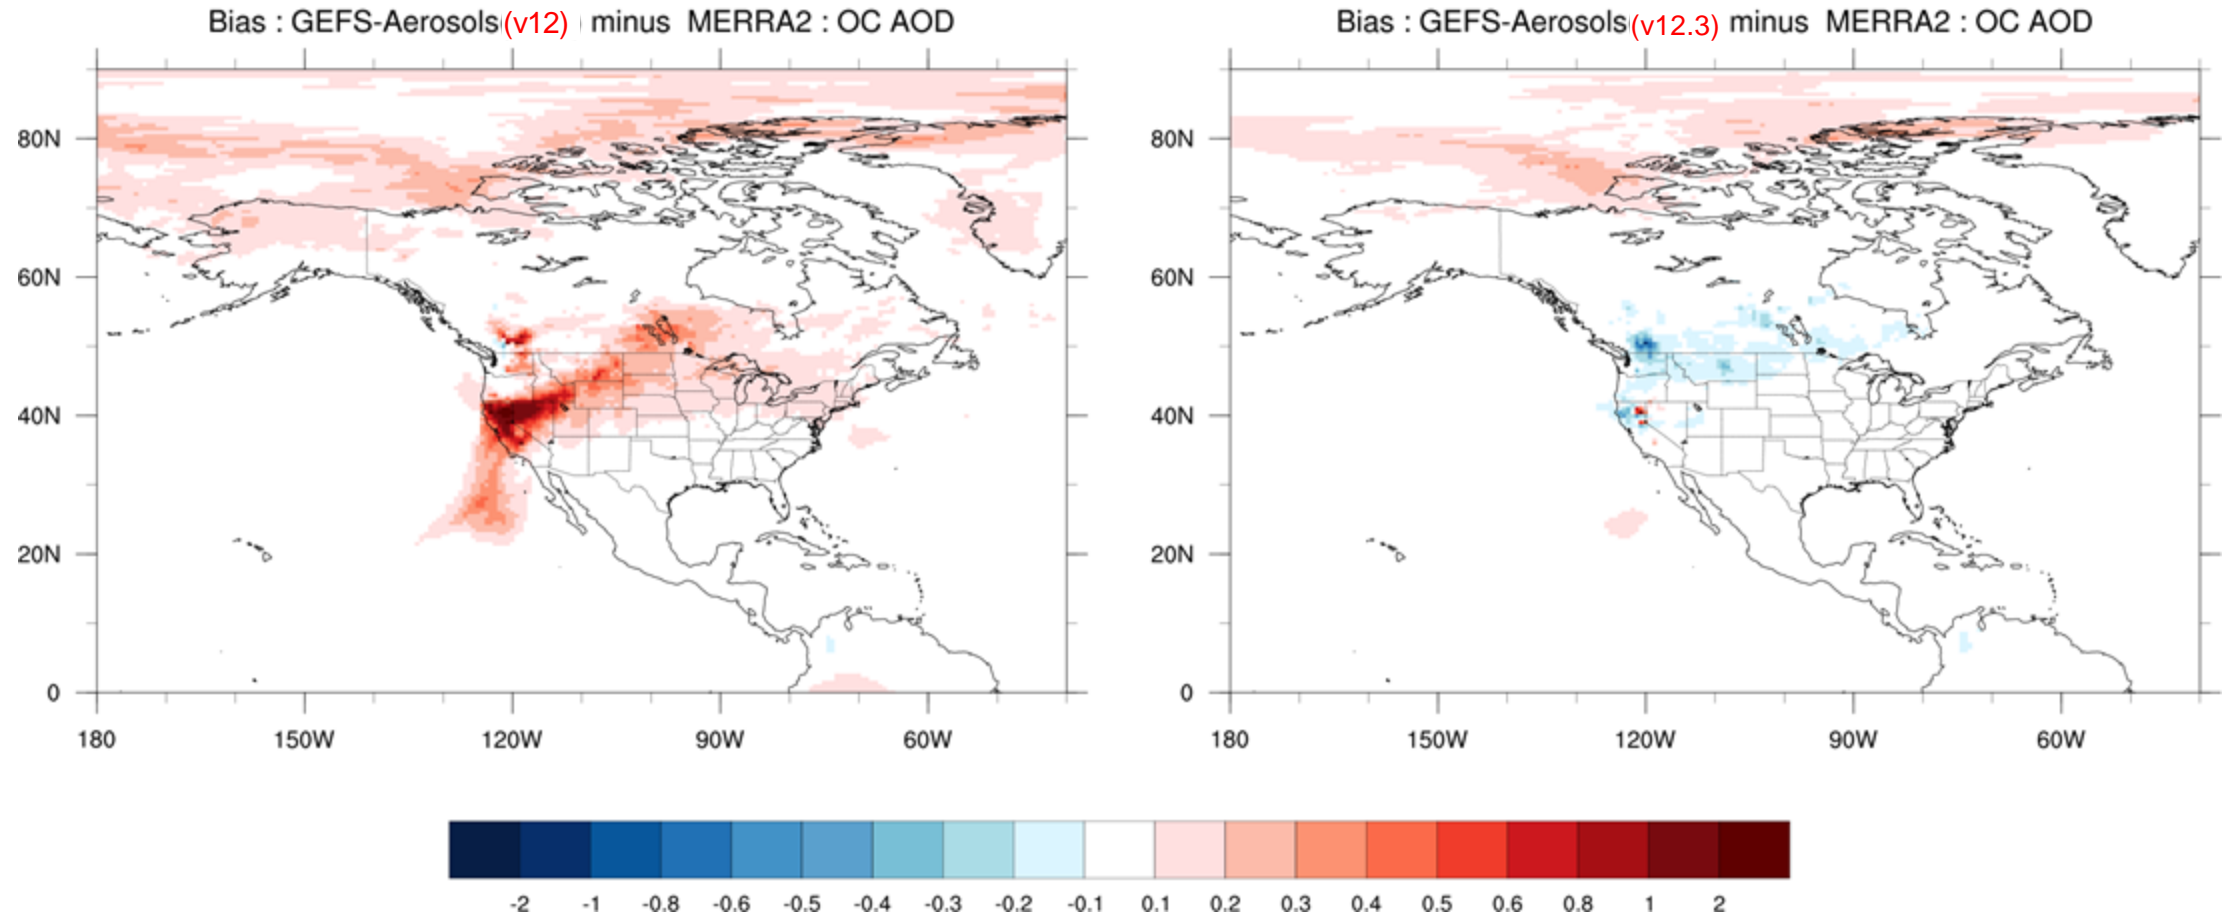 Bias : GEFS-Aerosols(v12) minus MERRA2 : OC AOD
Bias : GEFS-Aerosols(v12.3) minus MERRA2 : OC AOD
80N
60N
40N
20N
0
180 150W 120W 90W 60W
80N
60N
40N
20N
0
180 150W 120W 90W 60W
-2 -1 -0.8 -0.6 -0.5 -0.4 -0.3 -0.2 -0.1 0.1 0.2 0.3 0.4 0.5 0.6 0.8 1 2